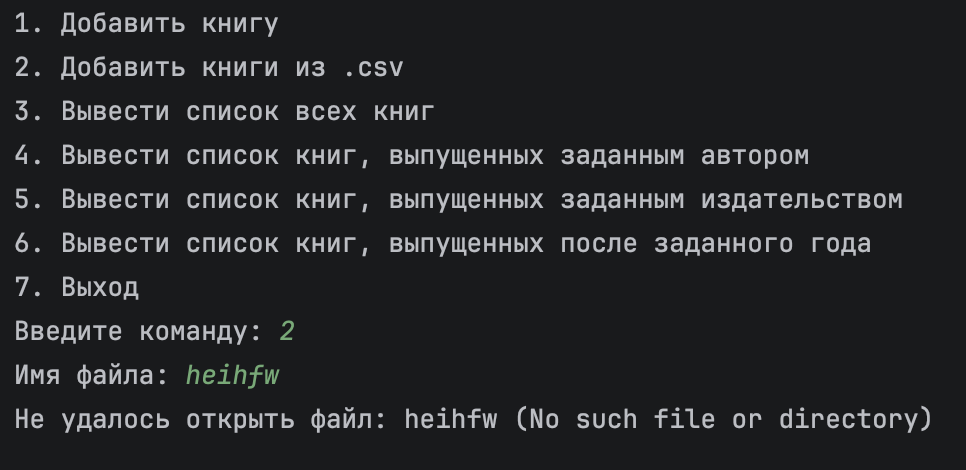 1. Добавить книгу
2. Добавить книги из .csv
3. Вывести список всех книг
4. Вывести список книг, выпущенных заданным автором
5. Вывести список книг, выпущенных заданным издательством
6. Вывести список книг, выпущенных после заданного года
7. Выход
Введите команду: 2
Имя файла: heihfw
Не удалось открыть файл: heihfw (No such file or directory)